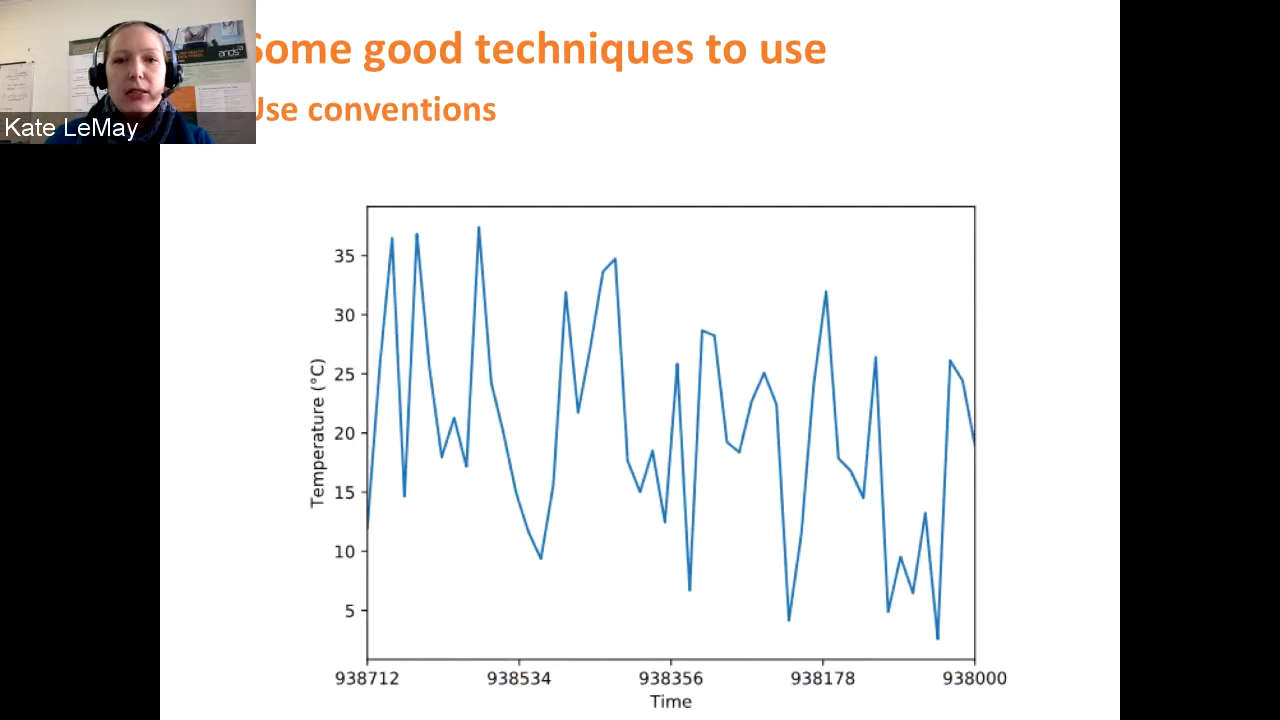 Some good techniques to use
Use conventions
ands
Kate LeMay
35
30
25
20
15
10
5
Temperature (°C)
938712 938534 938356 938178 938000
Time